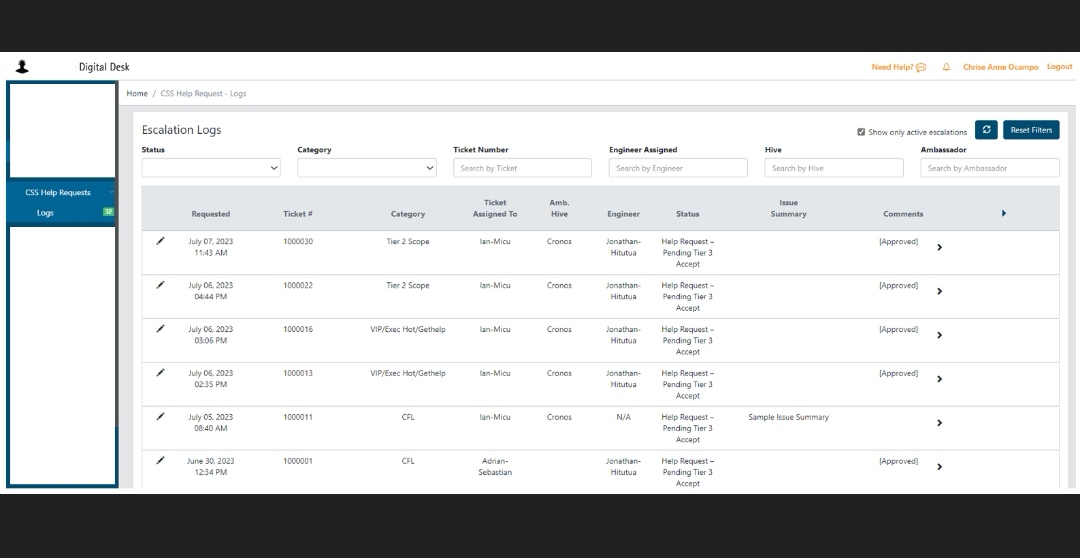 Digital Desk
Need Help?
Chrise Anne Ocampo
Logout
Home / CSS Help Request - Logs
CSS Help Requests
Logs
32
Escalation Logs
Show only active escalations
Reset Filters
Status Category Ticket Number Engineer Assigned Hive Ambassador
Search by Ticket Search by Engineer Search by Hive Search by Ambassador
Requested Ticket # Category Ticket Assigned To Amb. Hive Engineer Status Issue Summary Comments
July 07, 2023 11:43 AM 1000030 Tier 2 Scope Ian-Micu Cronos Jonathan-Hitutua Help Request – Pending Tier 3 Accept [Approved]
July 06, 2023 04:44 PM 1000022 Tier 2 Scope Ian-Micu Cronos Jonathan-Hitutua Help Request – Pending Tier 3 Accept [Approved]
July 06, 2023 03:06 PM 1000016 VIP/Exec Hot/Gethelp Ian-Micu Cronos Jonathan-Hitutua Help Request – Pending Tier 3 Accept [Approved]
July 06, 2023 02:35 PM 1000013 VIP/Exec Hot/Gethelp Ian-Micu Cronos Jonathan-Hitutua Help Request – Pending Tier 3 Accept [Approved]
July 05, 2023 08:40 AM 1000011 CFL Ian-Micu Cronos N/A Help Request – Pending Tier 3 Accept Sample Issue Summary
June 30, 2023 12:34 PM 1000001 CFL Adrian-Sebastian Jonathan-Hitutua Help Request – Pending Tier 3 Accept [Approved]